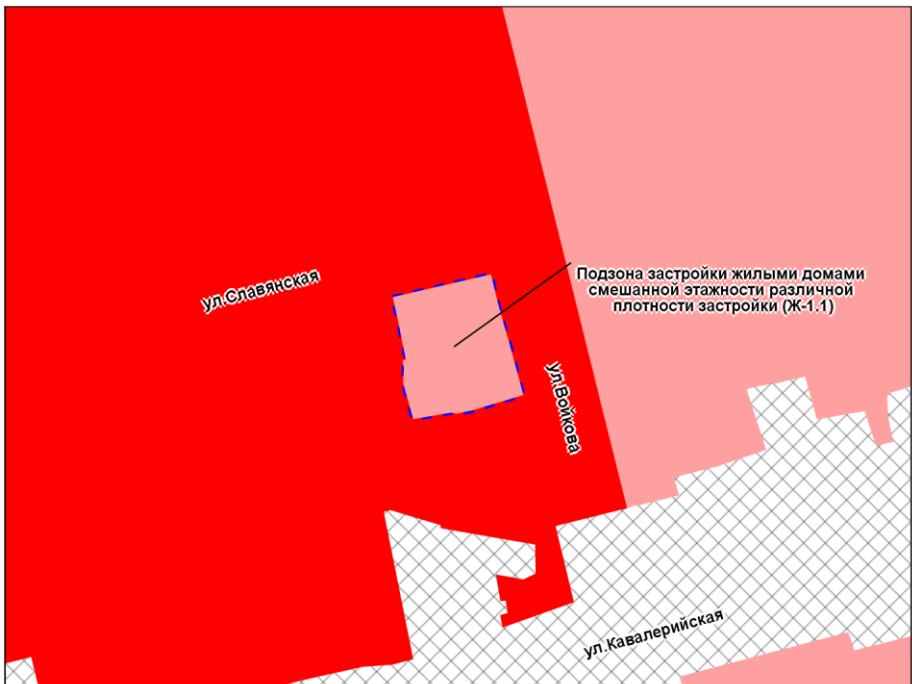 ул.Славянская
Подзона застройки жилыми домами
смешанной этажности различной
плотности застройки (Ж-1.1)
ул.Войкова
ул.Кавалерийская